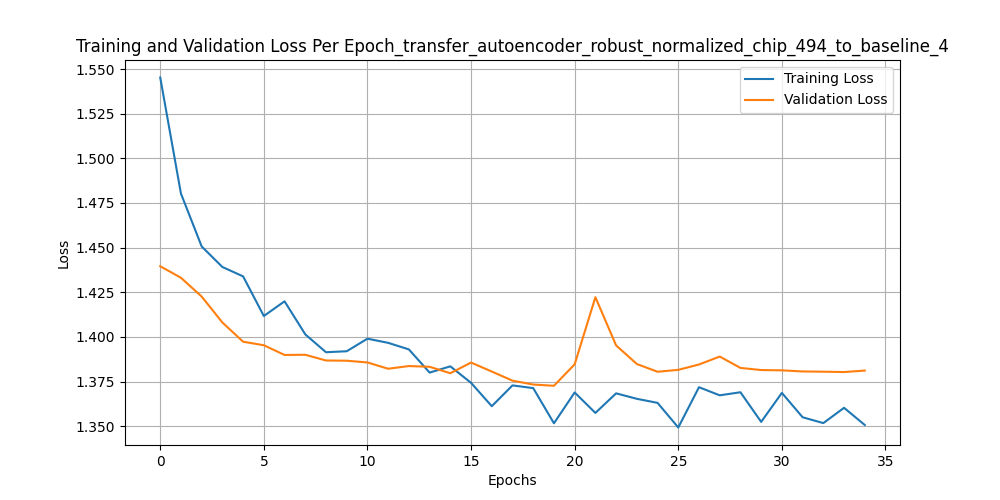 Training and Validation Loss Per Epoch_transfer_autoencoder_robust_normalized_chip_494_to_baseline_4
Training Loss
Validation Loss
1.550
1.525
1.500
1.475
1.450
1.425
1.400
1.375
1.350
Loss
0 5 10 15 20 25 30 35
Epochs